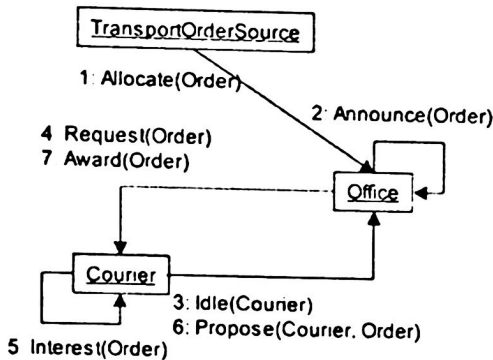 TransportOrderSource
1: Allocate(Order)
2: Announce(Order)
4 Request(Order)
7 Award(Order)
Office
Courier
3: Idle(Courier)
6: Propose(Courier, Order)
5 Interest(Order)